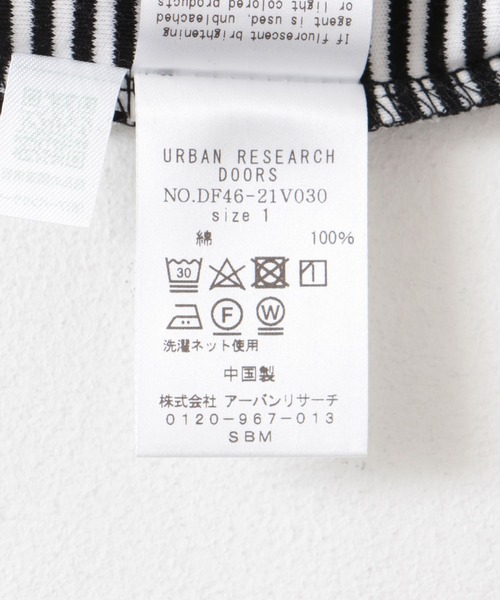 If fluorescent brightening
agent is used, unbleached
or light colored products
URBAN RESEARCH
DOORS
NO.DF46-21V030
size 1
綿 100%
30
F W
洗濯ネット使用
中国製
株式会社 アーバンリサーチ
0120-967-013
SBM